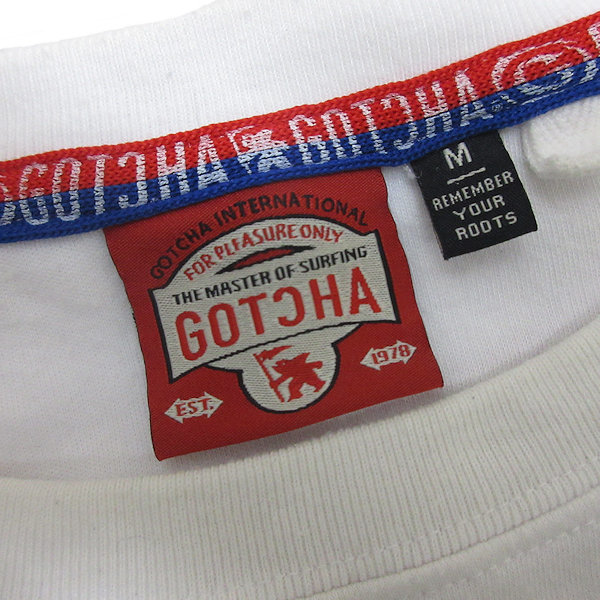 GOTCHA GOTCHA
M
REMEMBER
YOUR
ROOTS
GOTCHA INTERNATIONAL
FOR PLEASURE ONLY
THE MASTER OF SURFING
GOTCHA
EST. 1978